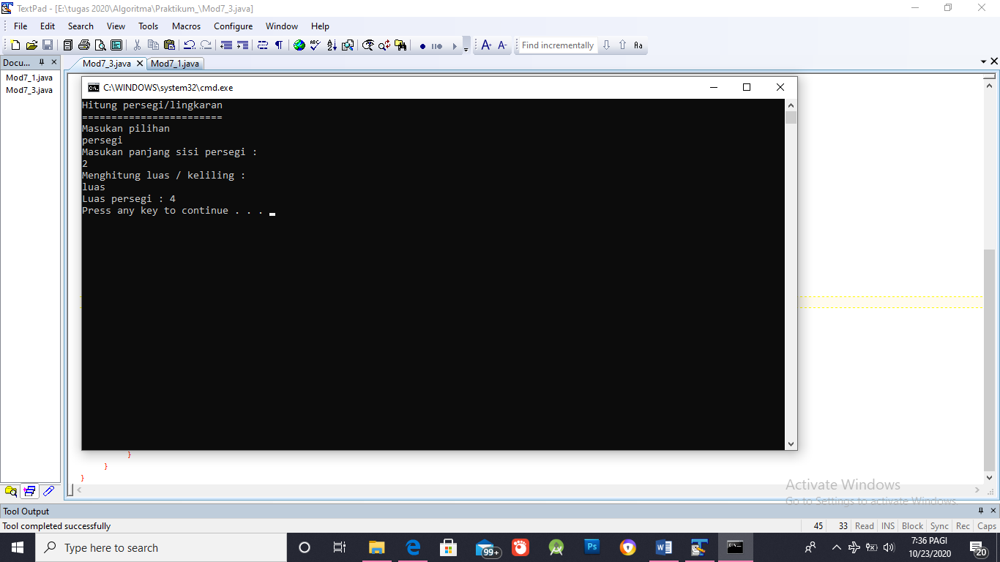 TextPad - [E:\tugas 2020\Algoritma\Praktikum_\Mod7_3.java]
File Edit Search View Tools Macros Configure Window Help
Find incrementally
Docu...
Mod7_3.java Mod7_1.java
Mod7_1.java
Mod7_3.java
C:\WINDOWS\system32\cmd.exe
Hitung persegi/lingkaran
========================
Masukan pilihan
persegi
Masukan panjang sisi persegi :
2
Menghitung luas / keliling :
luas
Luas persegi : 4
Press any key to continue . . .
}
}
}
Activate Windows
Go to Settings to activate Windows.
Tool Output
Tool completed successfully
45 33 Read INS Block Sync Rec Caps
Type here to search
99+
Ps
7:36 PAGI
10/23/2020
20